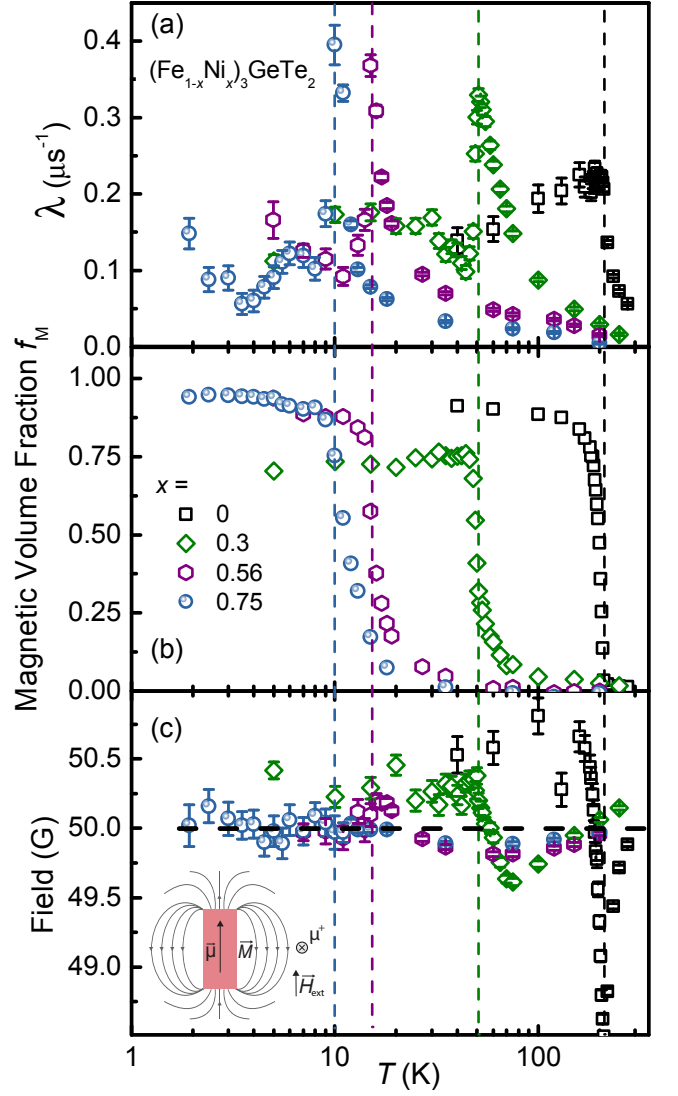 (a)
(Fe1-xNix)3GeTe2
λ (μs-1)
0.4
0.3
0.2
0.1
0.0
Magnetic Volume Fraction fM
1.00
0.75
0.50
0.25
0.00
x =
0
0.3
0.56
0.75
(b)
(c)
Field (G)
50.5
50.0
49.5
49.0
μ⃗
M⃗
μ+
H⃗ext
1
10
100
T (K)